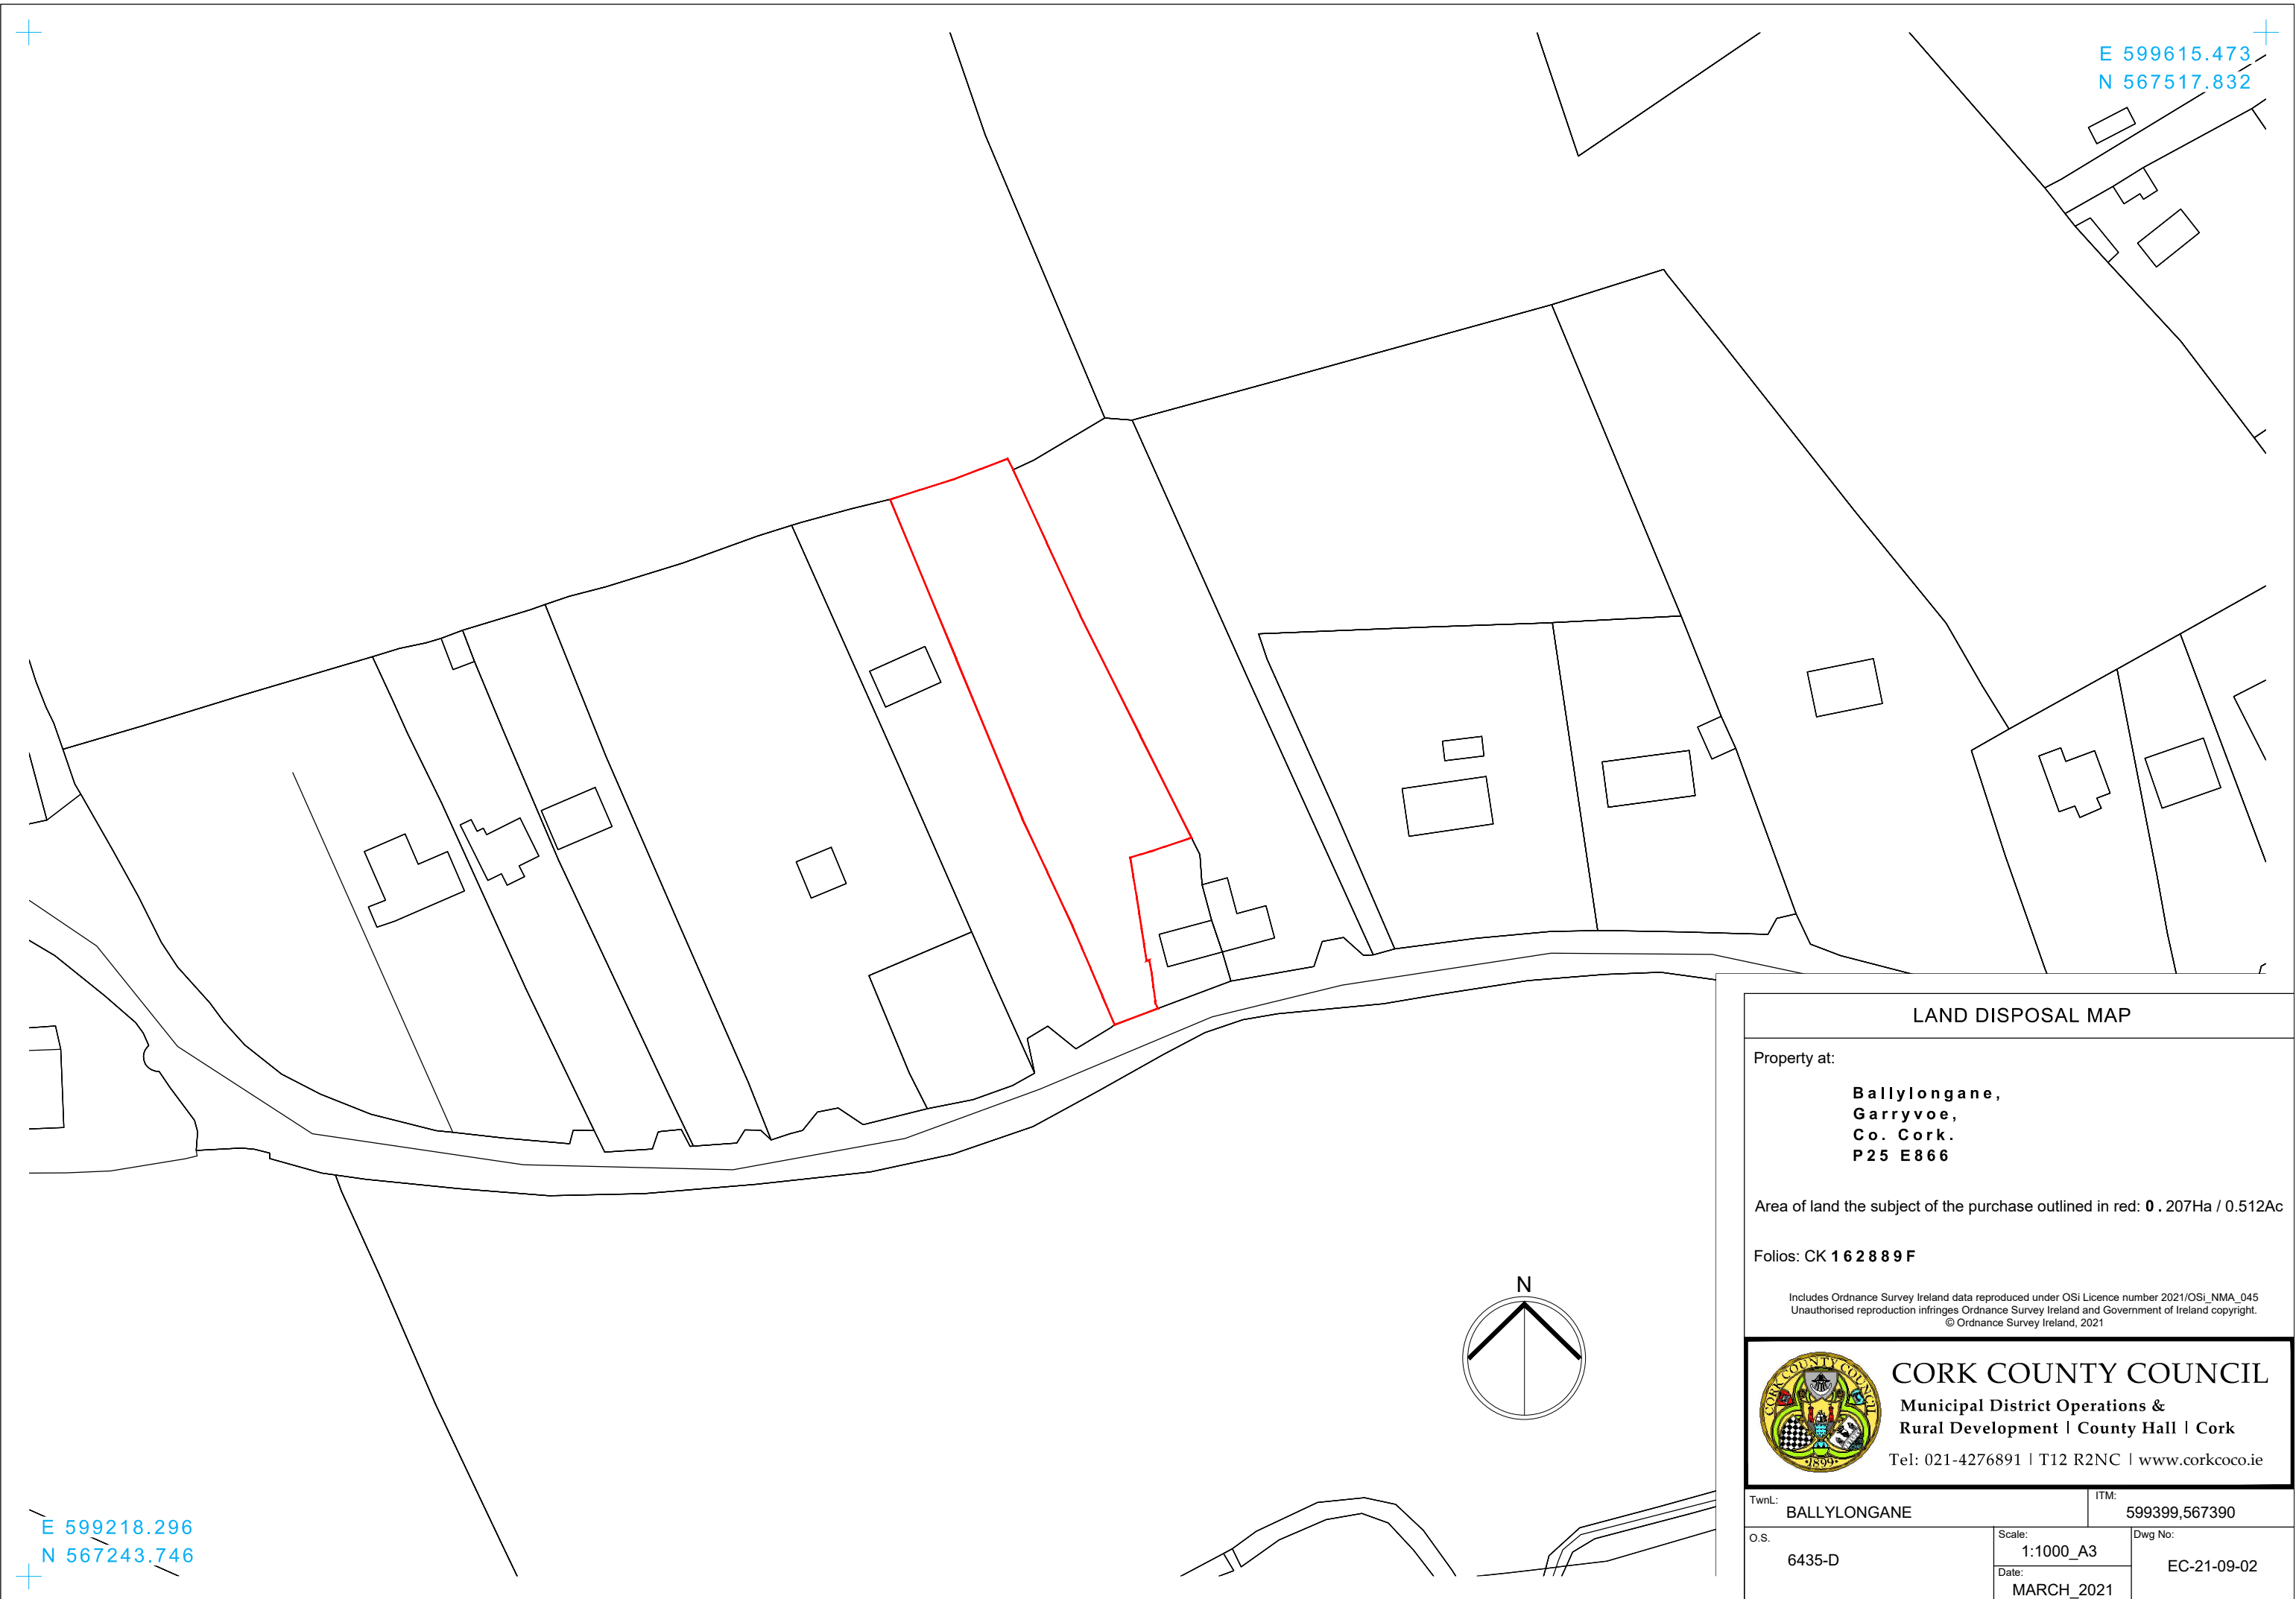 E 599615.473
N 567517.832
LAND DISPOSAL MAP
Property at:
Ballylongane,
Garryvoe,
Co. Cork.
P25 E866
Area of land the subject of the purchase outlined in red: 0. 207Ha / 0.512Ac
Folios: CK 162889F
Includes Ordnance Survey Ireland data reproduced under OSi Licence number 2021/OSi_NMA_045
Unauthorised reproduction infringes Ordnance Survey Ireland and Government of Ireland copyright.
© Ordnance Survey Ireland, 2021
N
CORK COUNTY COUNCIL
•1899•
CORK COUNTY COUNCIL
Municipal District Operations &
Rural Development | County Hall | Cork
Tel: 021-4276891 | T12 R2NC | www.corkcoco.ie
TwnL:
BALLYLONGANE
ITM:
599399,567390
O.S.
6435-D
Scale:
1:1000_A3
Date:
MARCH_2021
Dwg No:
EC-21-09-02
E 599218.296
N 567243.746